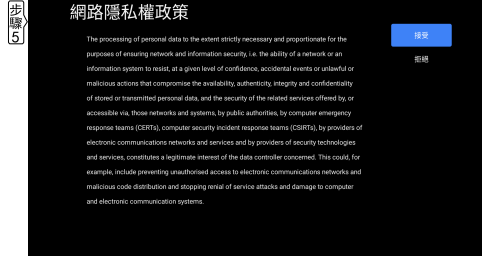 步驟5
網路隱私權政策
The processing of personal data to the extent strictly necessary and proportionate for the
purposes of ensuring network and information security, i.e. the ability of a network or an
information system to resist, at a given level of confidence, accidental events or unlawful or
malicious actions that compromise the availability, authenticity, integrity and confidentiality
of stored or transmitted personal data, and the security of the related services offered by, or
accessible via, those networks and systems, by public authorities, by computer emergency
response teams (CERTs), computer security incident response teams (CSIRTs), by providers of
electronic communications networks and services and by providers of security technologies
and services, constitutes a legitimate interest of the data controller concerned. This could, for
example, include preventing unauthorised access to electronic communications networks and
malicious code distribution and stopping renial of service attacks and damage to computer
and electronic communication systems.
接受
拒絕